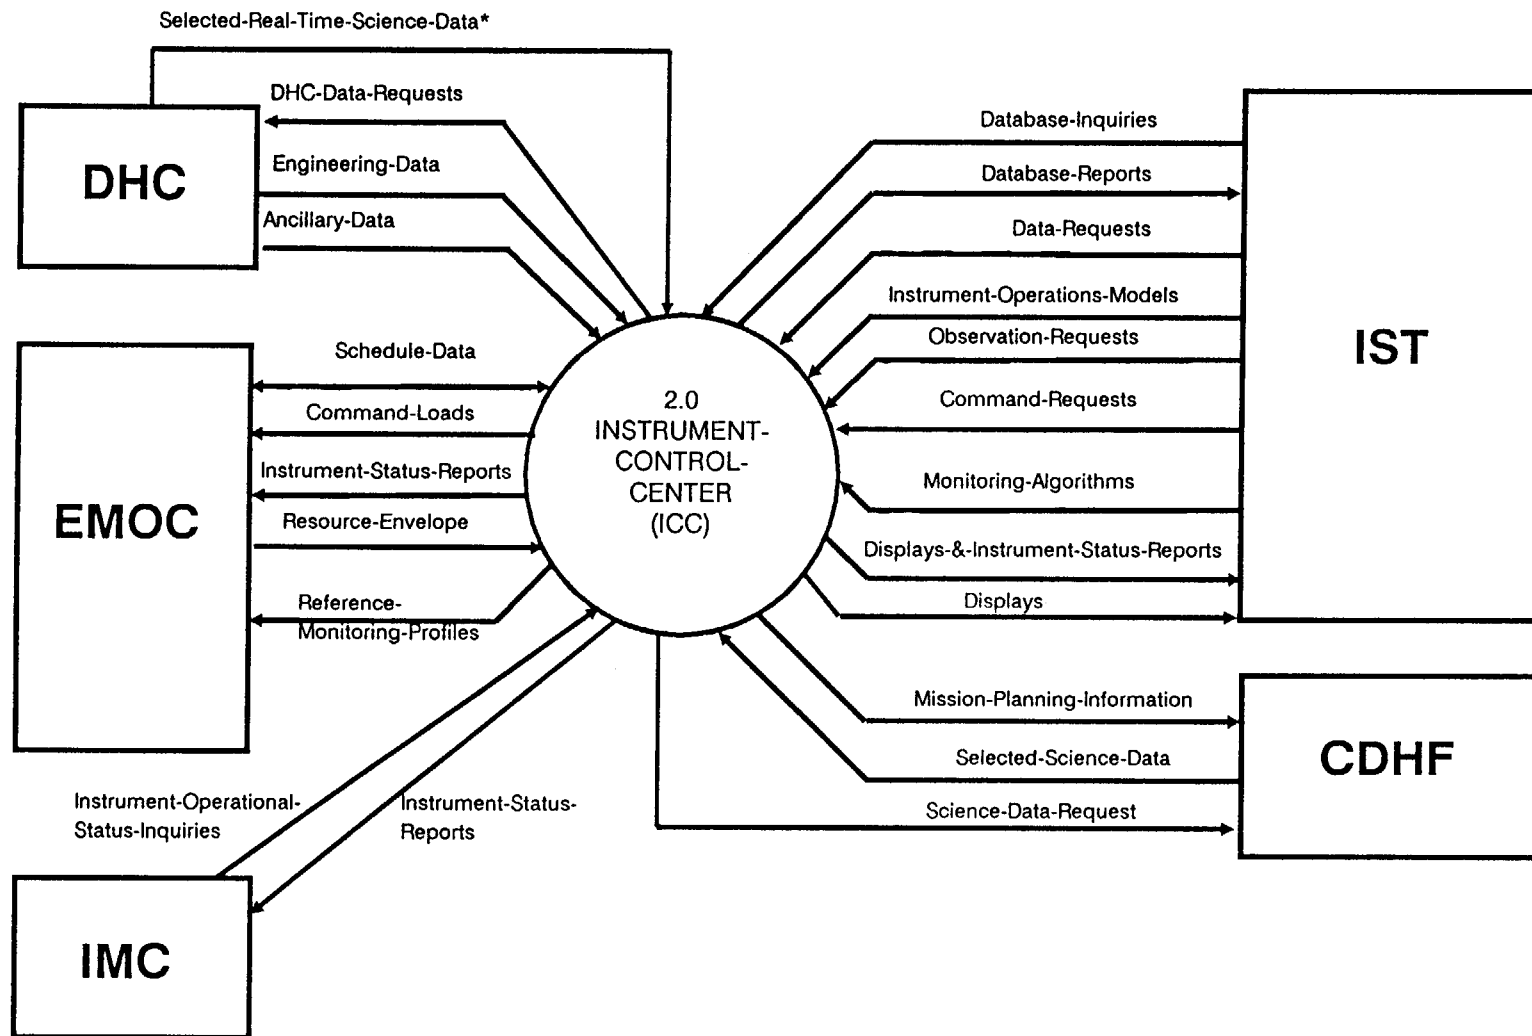 Selected-Real-Time-Science-Data*
DHC
DHC-Data-Requests
Engineering-Data
Ancillary-Data
EMOC
Schedule-Data
Command-Loads
Instrument-Status-Reports
Resource-Envelope
Reference-
Monitoring-Profiles
Instrument-Operational-
Status-Inquiries
Instrument-Status-
Reports
IMC
2.0
INSTRUMENT-
CONTROL-
CENTER
(ICC)
Database-Inquiries
Database-Reports
Data-Requests
Instrument-Operations-Models
Observation-Requests
Command-Requests
Monitoring-Algorithms
Displays-&-Instrument-Status-Reports
Displays
IST
Mission-Planning-Information
Selected-Science-Data
Science-Data-Request
CDHF